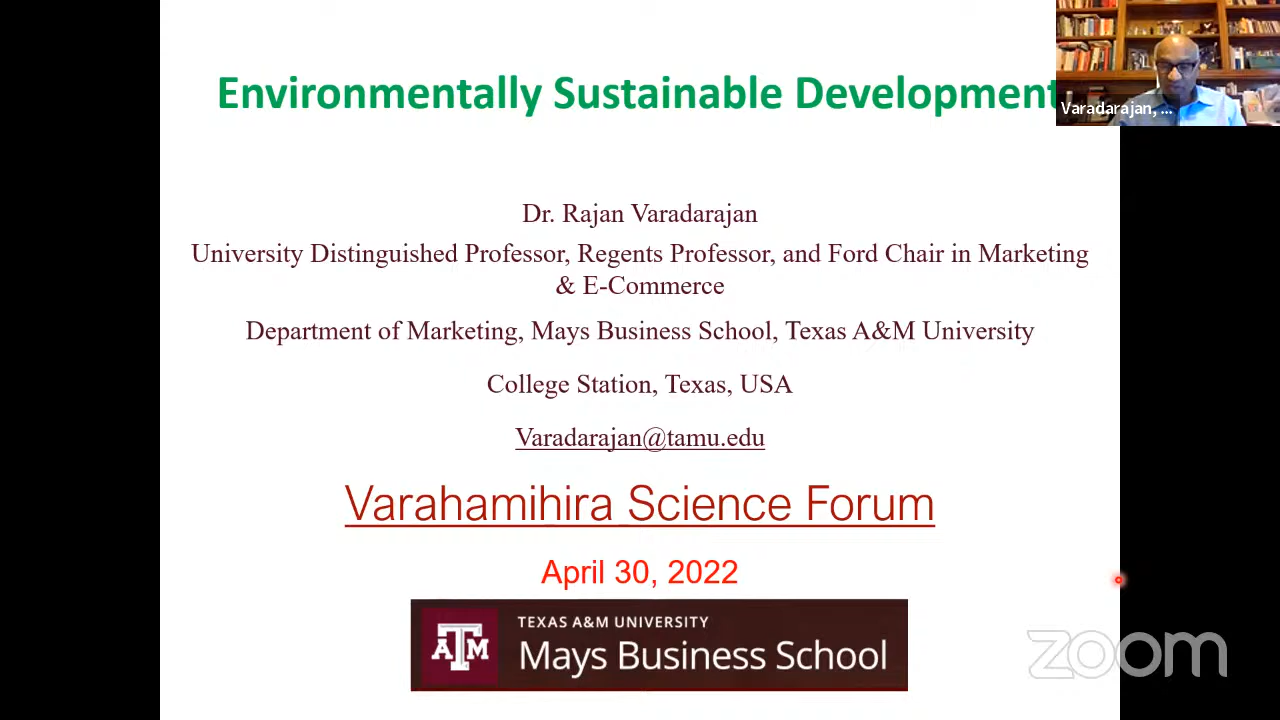 Environmentally Sustainable Development
Varadarajan, ...
Dr. Rajan Varadarajan
University Distinguished Professor, Regents Professor, and Ford Chair in Marketing
& E-Commerce
Department of Marketing, Mays Business School, Texas A&M University
College Station, Texas, USA
Varadarajan@tamu.edu
Varahamihira Science Forum
April 30, 2022
ATM
TEXAS A&M UNIVERSITY
Mays Business School
zoom